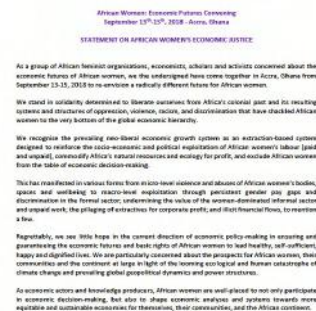 African Women: Economic Futures Convening
September 13th-15th, 2018 - Accra, Ghana
STATEMENT ON AFRICAN WOMEN'S ECONOMIC JUSTICE
As a group of African feminist organisations, economists, scholars and activists concerned about the
economic futures of African women, we the undersigned have come together in Accra, Ghana from
September 13-15, 2018 to re-envision a radically different future for African women.
We stand in solidarity determined to liberate ourselves from Africa's colonial past and its resulting
systems and structures of oppression, violence, racism, and discrimination that have shackled African
women to the very bottom of the global economic hierarchy.
We recognize the prevailing neo-liberal economic growth system as an extraction-based system
designed to reinforce the socio-economic and political exploitation of African women's labour [paid
and unpaid], commodify Africa's natural resources and ecology for profit, and exclude African women
from the table of economic decision-making.
This has manifested in various forms from micro-level violence and abuses of African women's bodies,
spaces and wellbeing to macro-level exploitation through persistent gender pay gaps and
discrimination in the formal sector; undermining the value of the women-dominated informal sector
and unpaid work; the pillaging of extractives for corporate profit; and illicit financial flows, to mention
a few.
Regrettably, we see little hope in the current direction of economic policy-making in ensuring and
guaranteeing the economic futures and basic rights of African women to lead healthy, self-sufficient,
happy and dignified lives. We are particularly concerned about the prospects for African women, their
communities and the continent at large in light of the looming ecological and human catastrophe of
climate change and prevailing global geopolitical dynamics and power structures.
As economic actors and knowledge producers, African women are well-placed to not only participate
in economic decision-making, but also to shape economic analyses and systems towards more
equitable and sustainable economies for themselves, their communities, and the African continent.